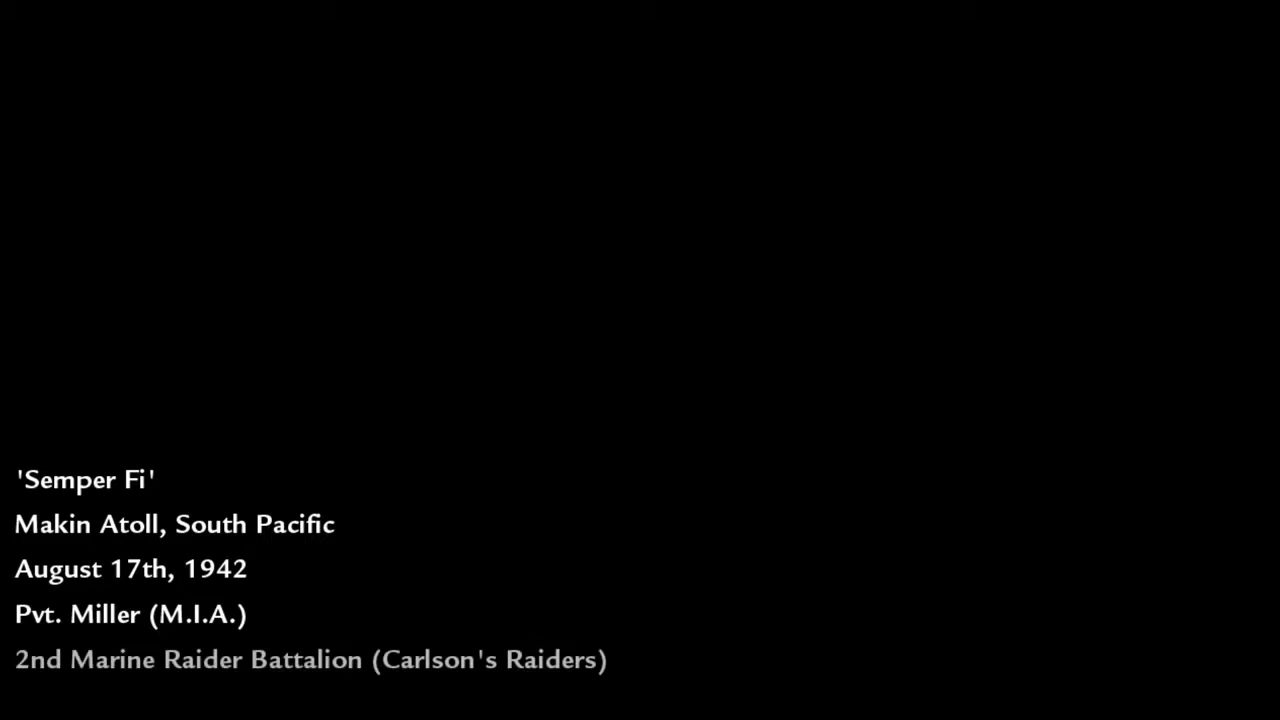 'Semper Fi'
Makin Atoll, South Pacific
August 17th, 1942
Pvt. Miller (M.I.A.)
2nd Marine Raider Battalion (Carlson's Raiders)